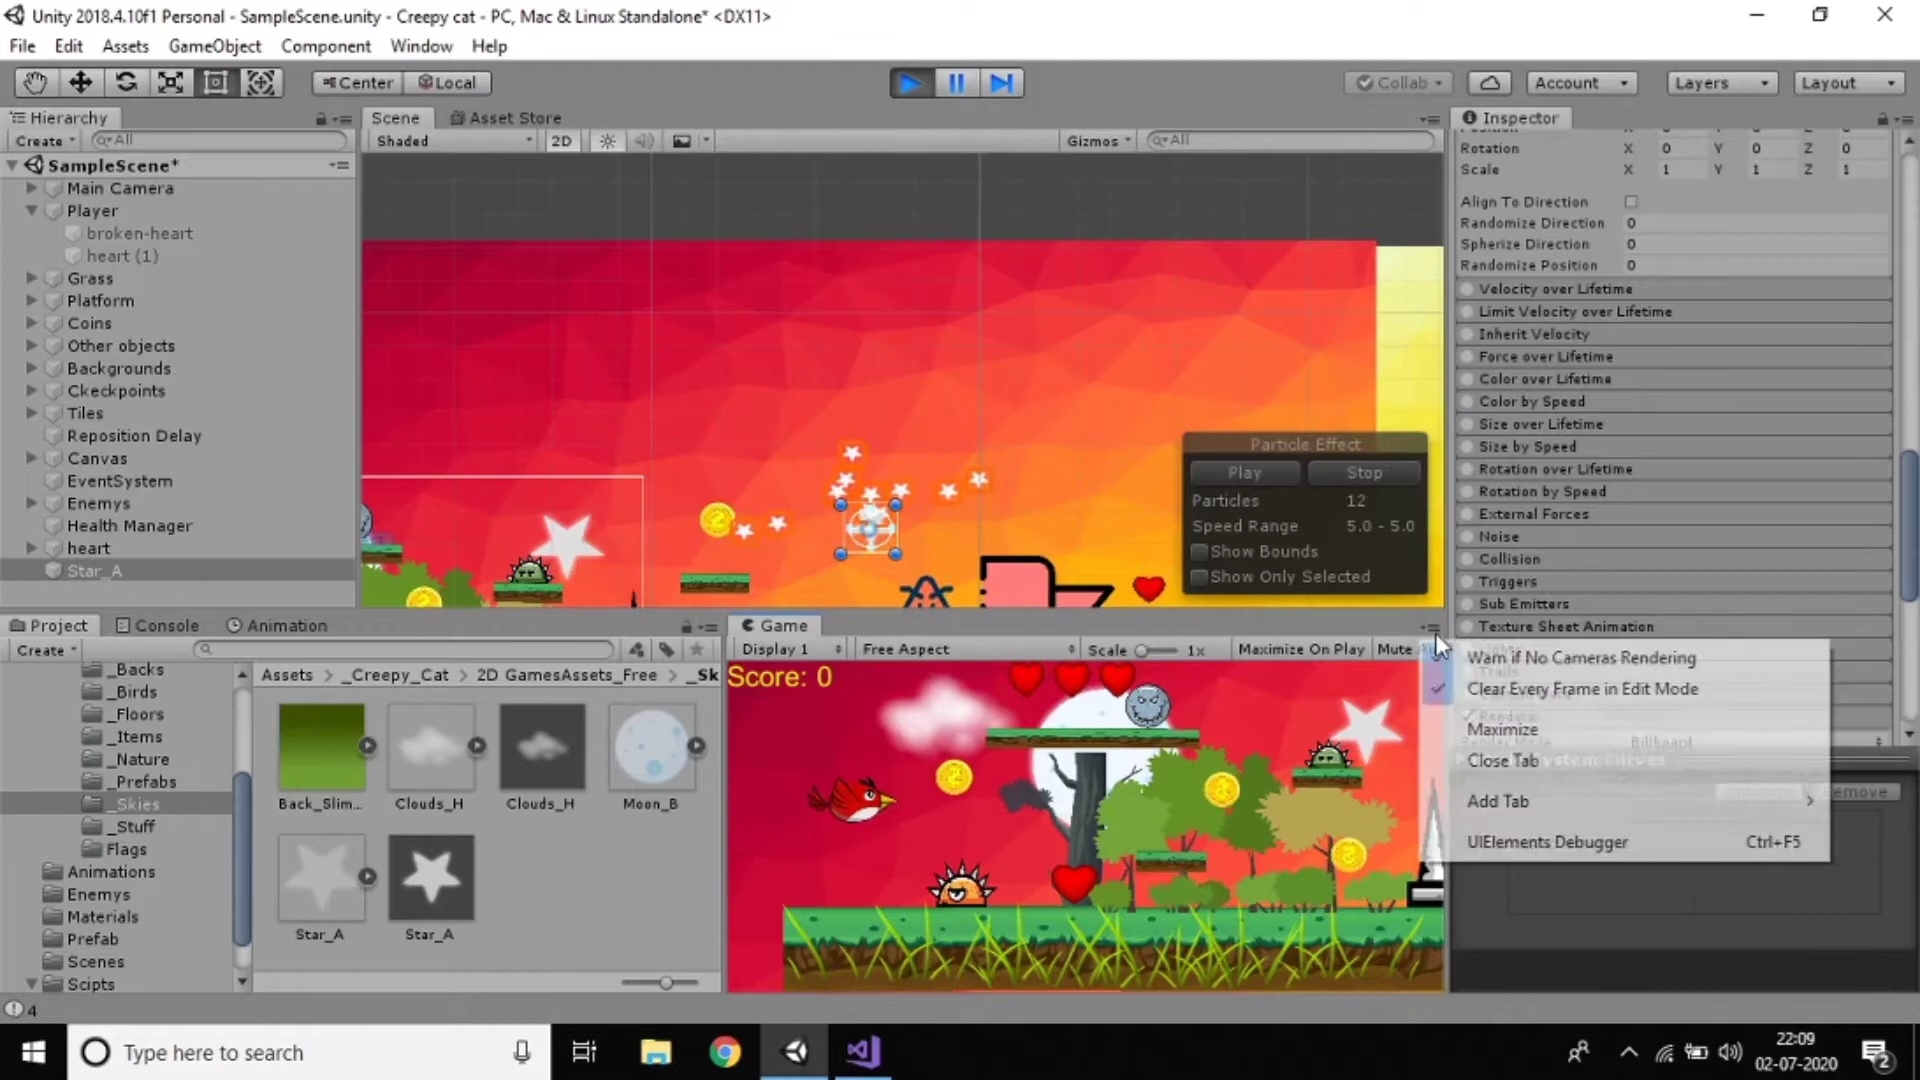 Unity 2018.4.10f1 Personal - SampleScene.unity - Creepy cat - PC, Mac & Linux Standalone* <DX11>
File Edit Assets GameObject Component Window Help
Center Local Collab Account Layers Layout
Hierarchy
Create All
SampleScene*
Main Camera
Player
broken-heart
heart (1)
Grass
Platform
Coins
Other objects
Backgrounds
Ckeckpoints
Tiles
Reposition Delay
Canvas
EventSystem
Enemys
Health Manager
heart
Star_A
Scene Asset Store
Shaded 2D Gizmos All
Particle Effect
Play Stop
Particles 12
Speed Range 5.0 - 5.0
Show Bounds
Show Only Selected
Inspector
Rotation X 0 Y 0 Z 0
Scale X 1 Y 1 Z 1
Align To Direction
Randomize Direction 0
Spherize Direction 0
Randomize Position 0
Velocity over Lifetime
Limit Velocity over Lifetime
Inherit Velocity
Force over Lifetime
Color over Lifetime
Color by Speed
Size over Lifetime
Size by Speed
Rotation over Lifetime
Rotation by Speed
External Forces
Noise
Collision
Triggers
Sub Emitters
Texture Sheet Animation
Warn if No Cameras Rendering
Clear Every Frame in Edit Mode
Maximize
Close Tab
Add Tab
UIElements Debugger Ctrl+F5
Project Console Animation
Create
_Backs
_Birds
_Floors
_Items
_Nature
_Prefabs
_Skies
_Stuff
Flags
Animations
Enemys
Materials
Prefab
Scenes
Scipts
Assets > _Creepy_Cat > 2D GamesAssets_Free > _Sk
Back_Slim... Clouds_H Clouds_H Moon_B
Star_A Star_A
Game
Display 1 Free Aspect Scale 1x Maximize On Play Mute
Score: 0
4
Type here to search
22:09
02-07-2020
2